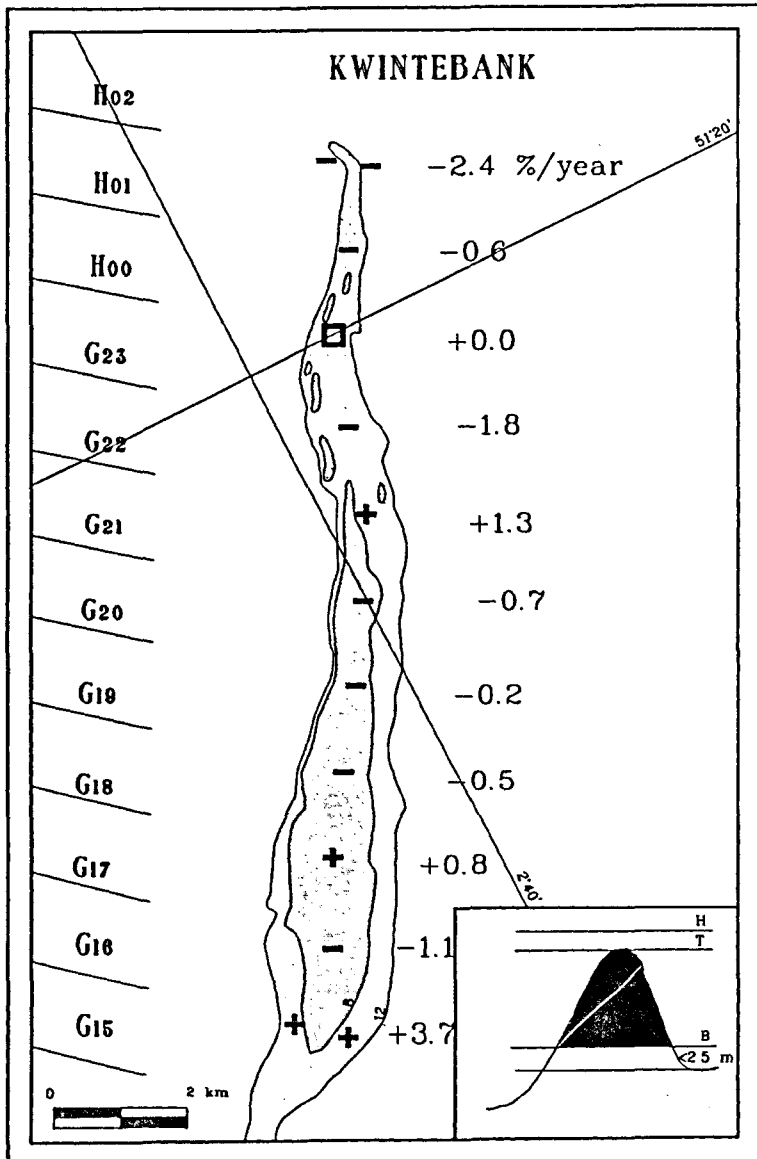 KWINTEBANK
H02
51°20'
-2.4 %/year
H01
-0.6
H00
+0.0
G23
-1.8
G22
+1.3
G21
-0.7
G20
-0.2
G19
-0.5
G18
+0.8
G17
2°40'
-1.1
G16
+3.7
G15
8
12
0 2 km
H
T
B
<25 m